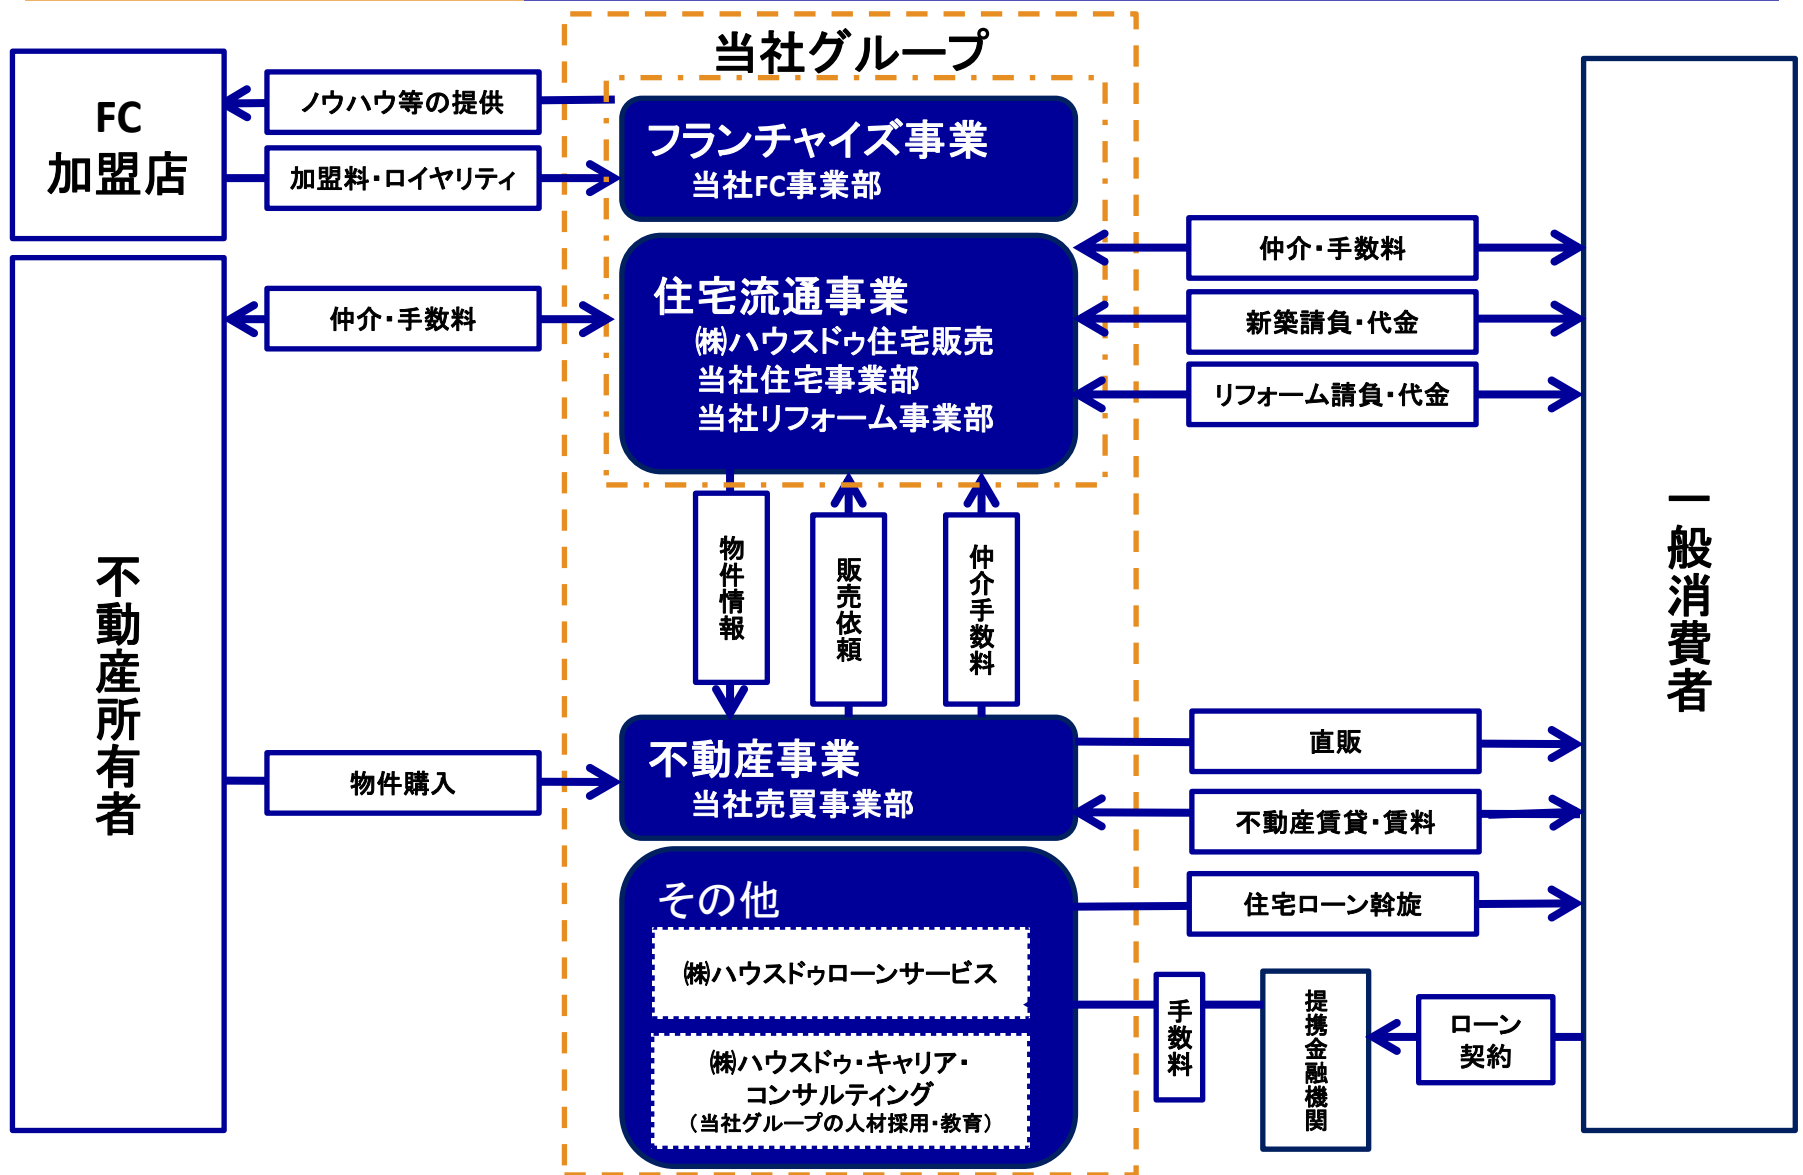 当社グループ
FC
加盟店
ノウハウ等の提供
加盟料・ロイヤリティ
フランチャイズ事業
当社FC事業部
不動産所有者
仲介・手数料
住宅流通事業
㈱ハウスドゥ住宅販売
当社住宅事業部
当社リフォーム事業部
仲介・手数料
新築請負・代金
リフォーム請負・代金
一般消費者
物件情報
販売依頼
仲介手数料
物件購入
不動産事業
当社売買事業部
直販
不動産賃貸・賃料
その他
㈱ハウスドゥローンサービス
㈱ハウスドゥ・キャリア・
コンサルティング
（当社グループの人材採用・教育）
住宅ローン斡旋
手数料
提携金融機関
ローン
契約